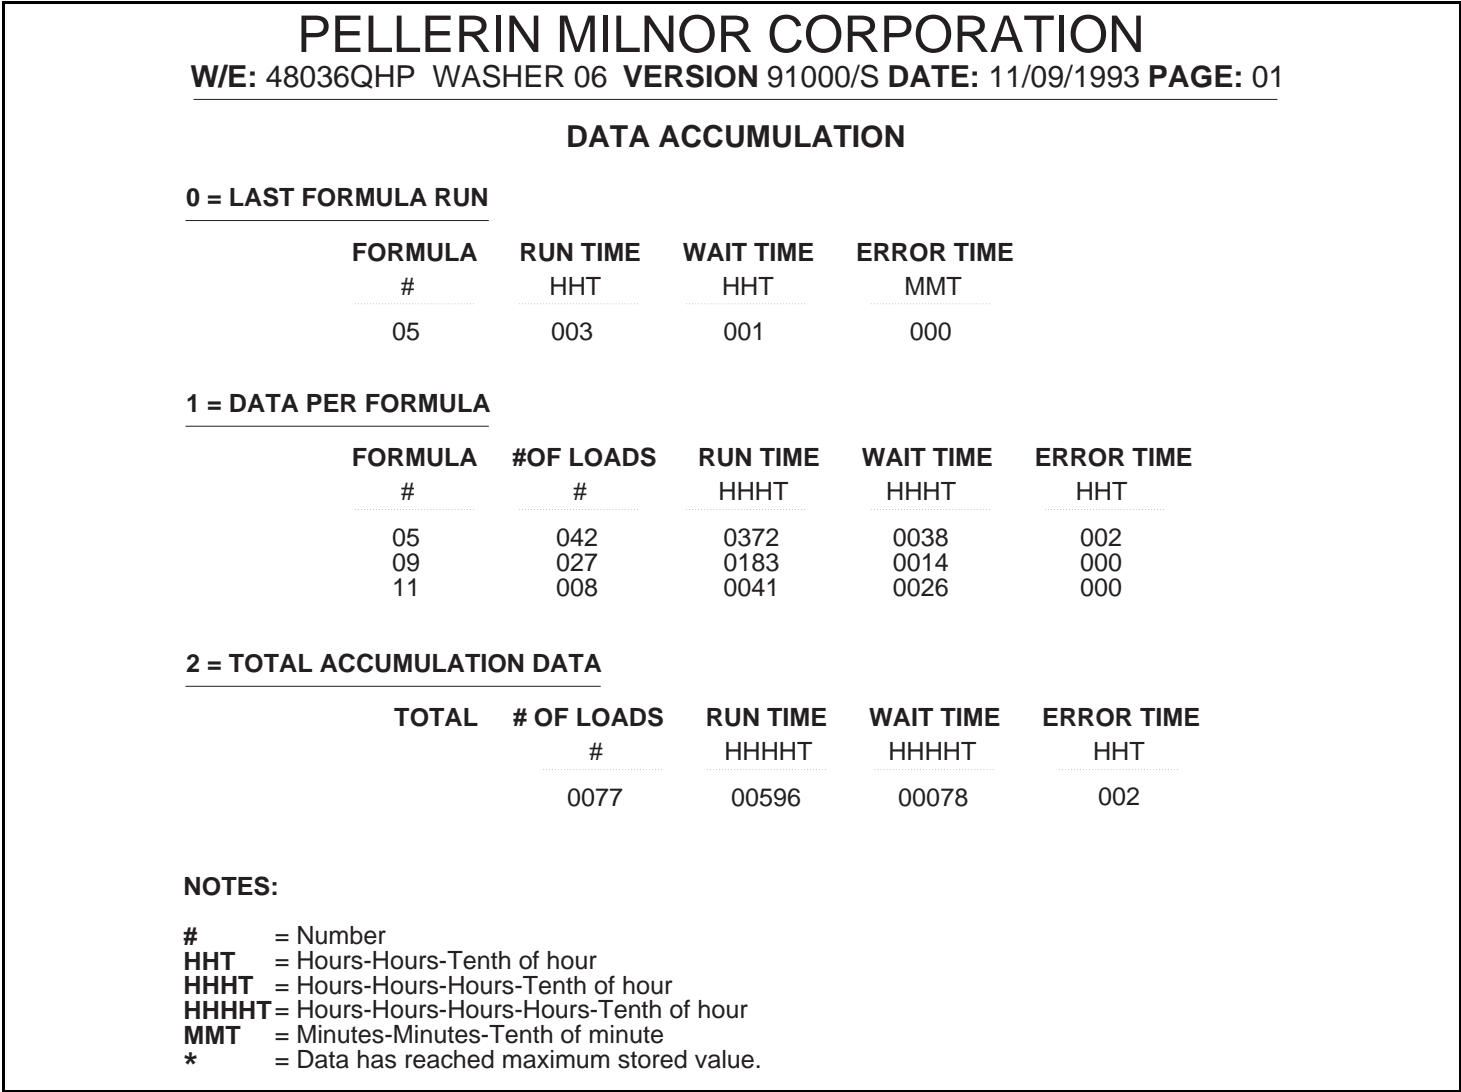 PELLERIN MILNOR CORPORATION
W/E: 48036QHP WASHER 06 VERSION 91000/S DATE: 11/09/1993 PAGE: 01
DATA ACCUMULATION
0 = LAST FORMULA RUN
FORMULA RUN TIME WAIT TIME ERROR TIME
# HHT HHT MMT
05 003 001 000
1 = DATA PER FORMULA
FORMULA #OF LOADS RUN TIME WAIT TIME ERROR TIME
# # HHHT HHHT HHT
05 042 0372 0038 002
09 027 0183 0014 000
11 008 0041 0026 000
2 = TOTAL ACCUMULATION DATA
TOTAL # OF LOADS RUN TIME WAIT TIME ERROR TIME
# HHHHT HHHHT HHT
0077 00596 00078 002
NOTES:
# = Number
HHT = Hours-Hours-Tenth of hour
HHHT = Hours-Hours-Hours-Tenth of hour
HHHHT = Hours-Hours-Hours-Hours-Tenth of hour
MMT = Minutes-Minutes-Tenth of minute
* = Data has reached maximum stored value.